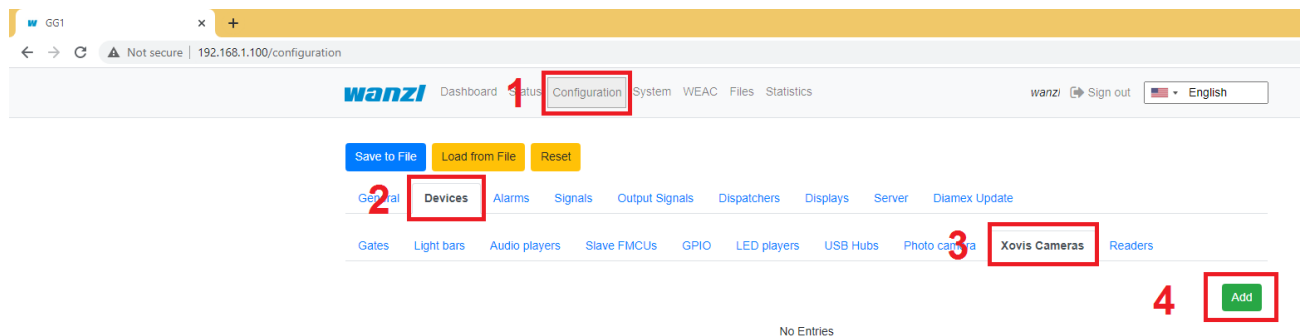 GG1
Not secure | 192.168.1.100/configuration
wanzl Dashboard Status Configuration System WEAC Files Statistics wanzl Sign out English
1
Save to File Load from File Reset
2
General Devices Alarms Signals Output Signals Dispatchers Displays Server Diamex Update
Gates Light bars Audio players Slave FMCUs GPIO LED players USB Hubs Photo camera Xovis Cameras Readers
3
4
Add
No Entries